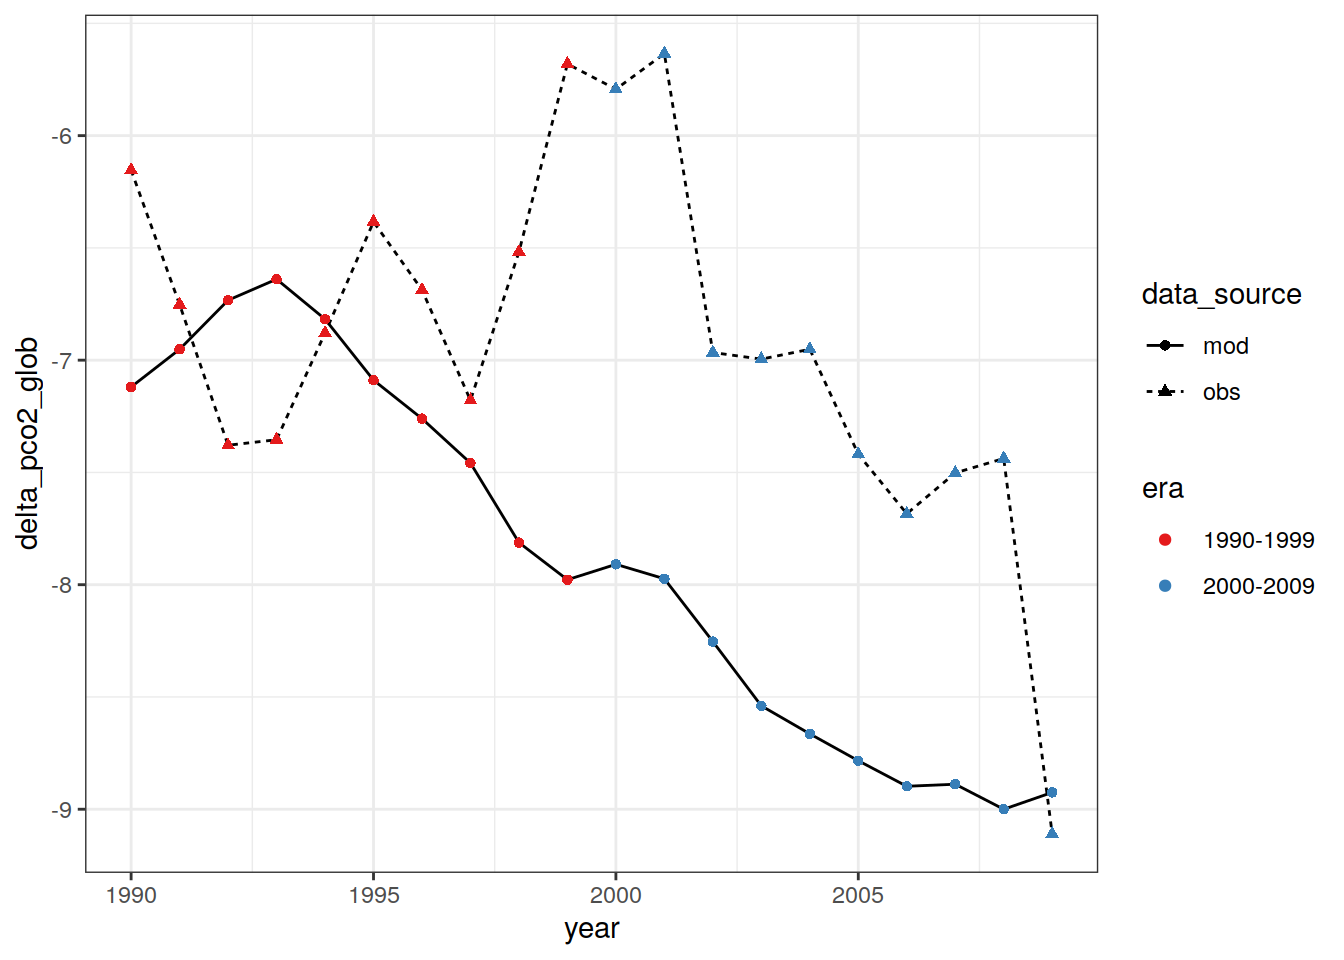 -6
-7
-8
-9
delta_pco2_glob
1990
1995
2000
2005
year
data_source
mod
obs
era
1990-1999
2000-2009